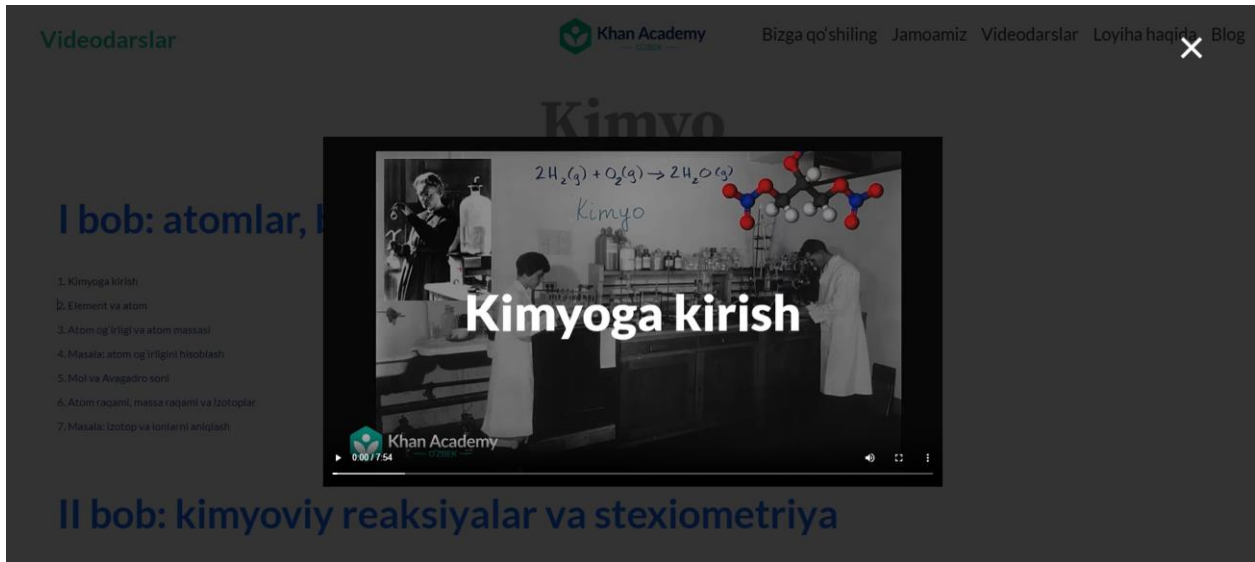 Videodarslar
Khan Academy
O'ZBEK
Bizga qo'shiling Jamoamiz Videodarslar Loyiha haqida Blog
Kimyo
I bob: atomlar,
1. Kimyoga kirish
2. Element va atom
3. Atom og'irligi va atom massasi
4. Masala: atom og'irligini hisoblash
5. Mol va Avagadro soni
6. Atom raqami, massa raqami va izotoplar
7. Masala: izotop va ionlarni aniqlash
2H₂(g) + O₂(g) → 2H₂O(g)
Kimyo
Kimyoga kirish
Khan Academy
O'ZBEK
0:00 / 7:54
II bob: kimyoviy reaksiyalar va stexiometriya